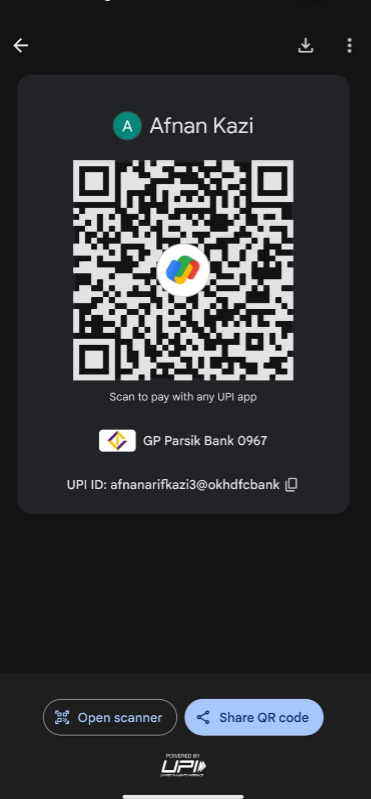 A Afnan Kazi
Scan to pay with any UPI app
GP Parsik Bank 0967
UPI ID: afnanarifkazi3@okhdfcbank
Open scanner
Share QR code
POWERED BY
UPI